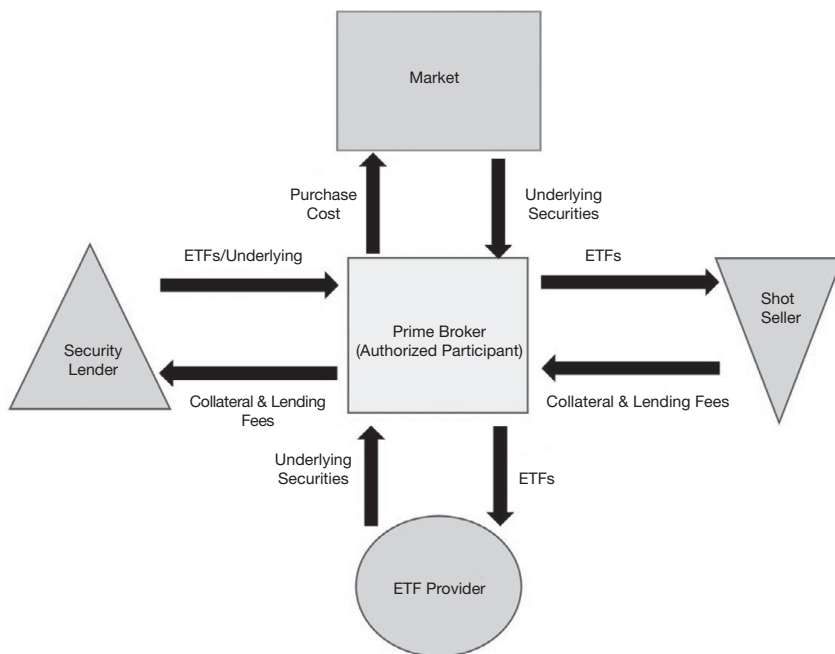 Market
Purchase
Cost
Underlying
Securities
ETFs/Underlying
ETFs
Security
Lender
Prime Broker
(Authorized Participant)
Shot
Seller
Collateral & Lending
Fees
Collateral & Lending Fees
Underlying
Securities
ETFs
ETF Provider